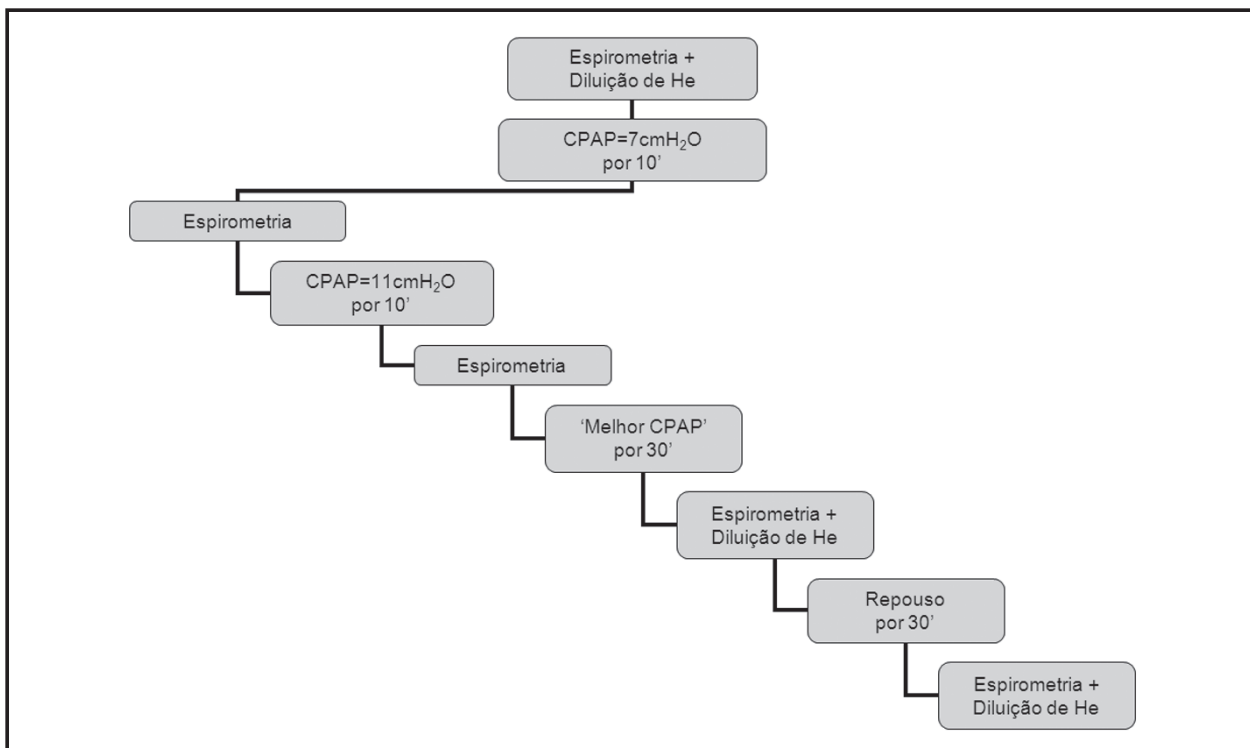 Espirometria +
Diluição de He
CPAP=7cmH₂O
por 10’
Espirometria
CPAP=11cmH₂O
por 10’
Espirometria
‘Melhor CPAP’
por 30’
Espirometria +
Diluição de He
Repouso
por 30’
Espirometria +
Diluição de He